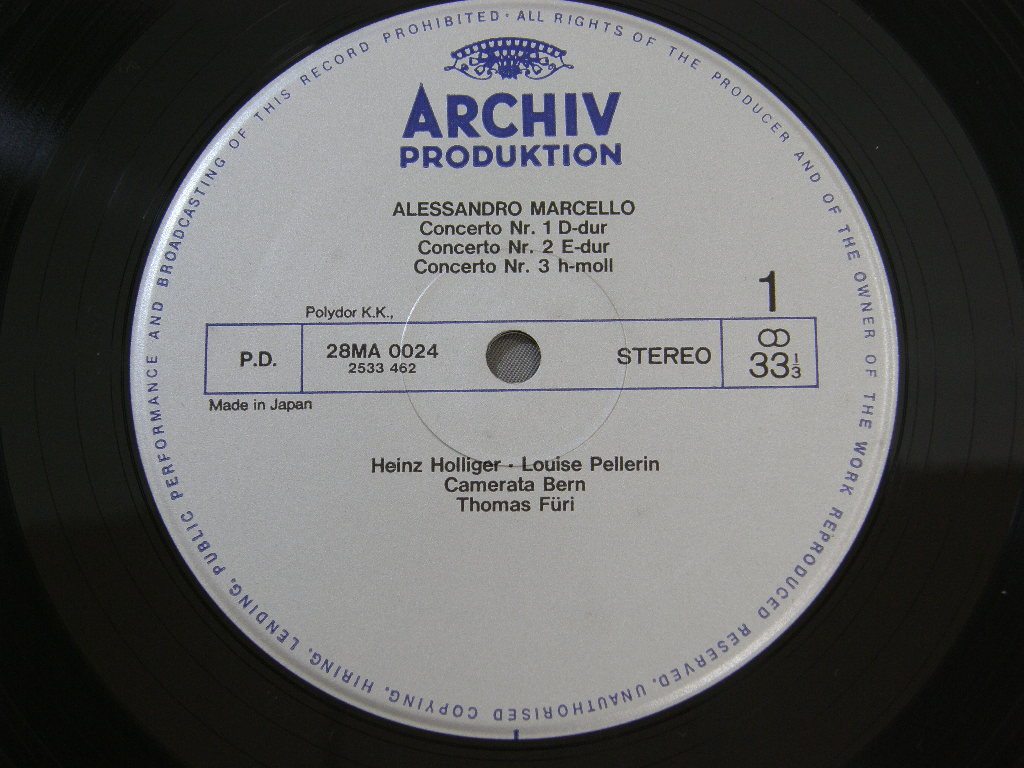 ALL RIGHTS OF THE PRODUCER AND OF THE OWNER OF THE WORK REPRODUCED RESERVED. UNAUTHORISED COPYING, HIRING, LENDING, PUBLIC PERFORMANCE AND BROADCASTING OF THIS RECORD PROHIBITED ·
ARCHIV
PRODUKTION
ALESSANDRO MARCELLO
Concerto Nr. 1 D-dur
Concerto Nr. 2 E-dur
Concerto Nr. 3 h-moll
1
Polydor K.K.,
P.D.
28MA 0024
2533 462
STEREO
33 1/3
Made in Japan
Heinz Holliger · Louise Pellerin
Camerata Bern
Thomas Füri